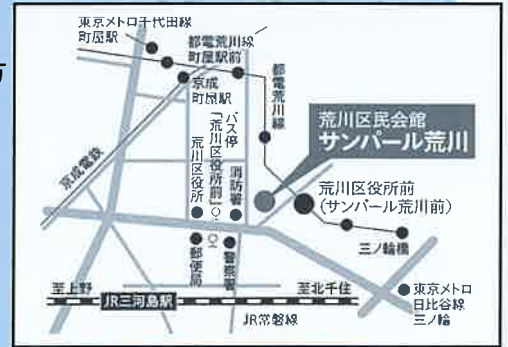 東京メトロ千代田線
町屋駅
都電荒川線
町屋駅前
京成
町屋駅
都電荒川線
京成電鉄
荒川区民会館
サンパール荒川
バス停
「荒川区役所前」
荒川区役所
消防署
荒川区役所前
(サンパール荒川前)
三ノ輪橋
郵便局
警察署
至上野
JR三河島駅
至北千住
JR常磐線
東京メトロ
日比谷線
三ノ輪